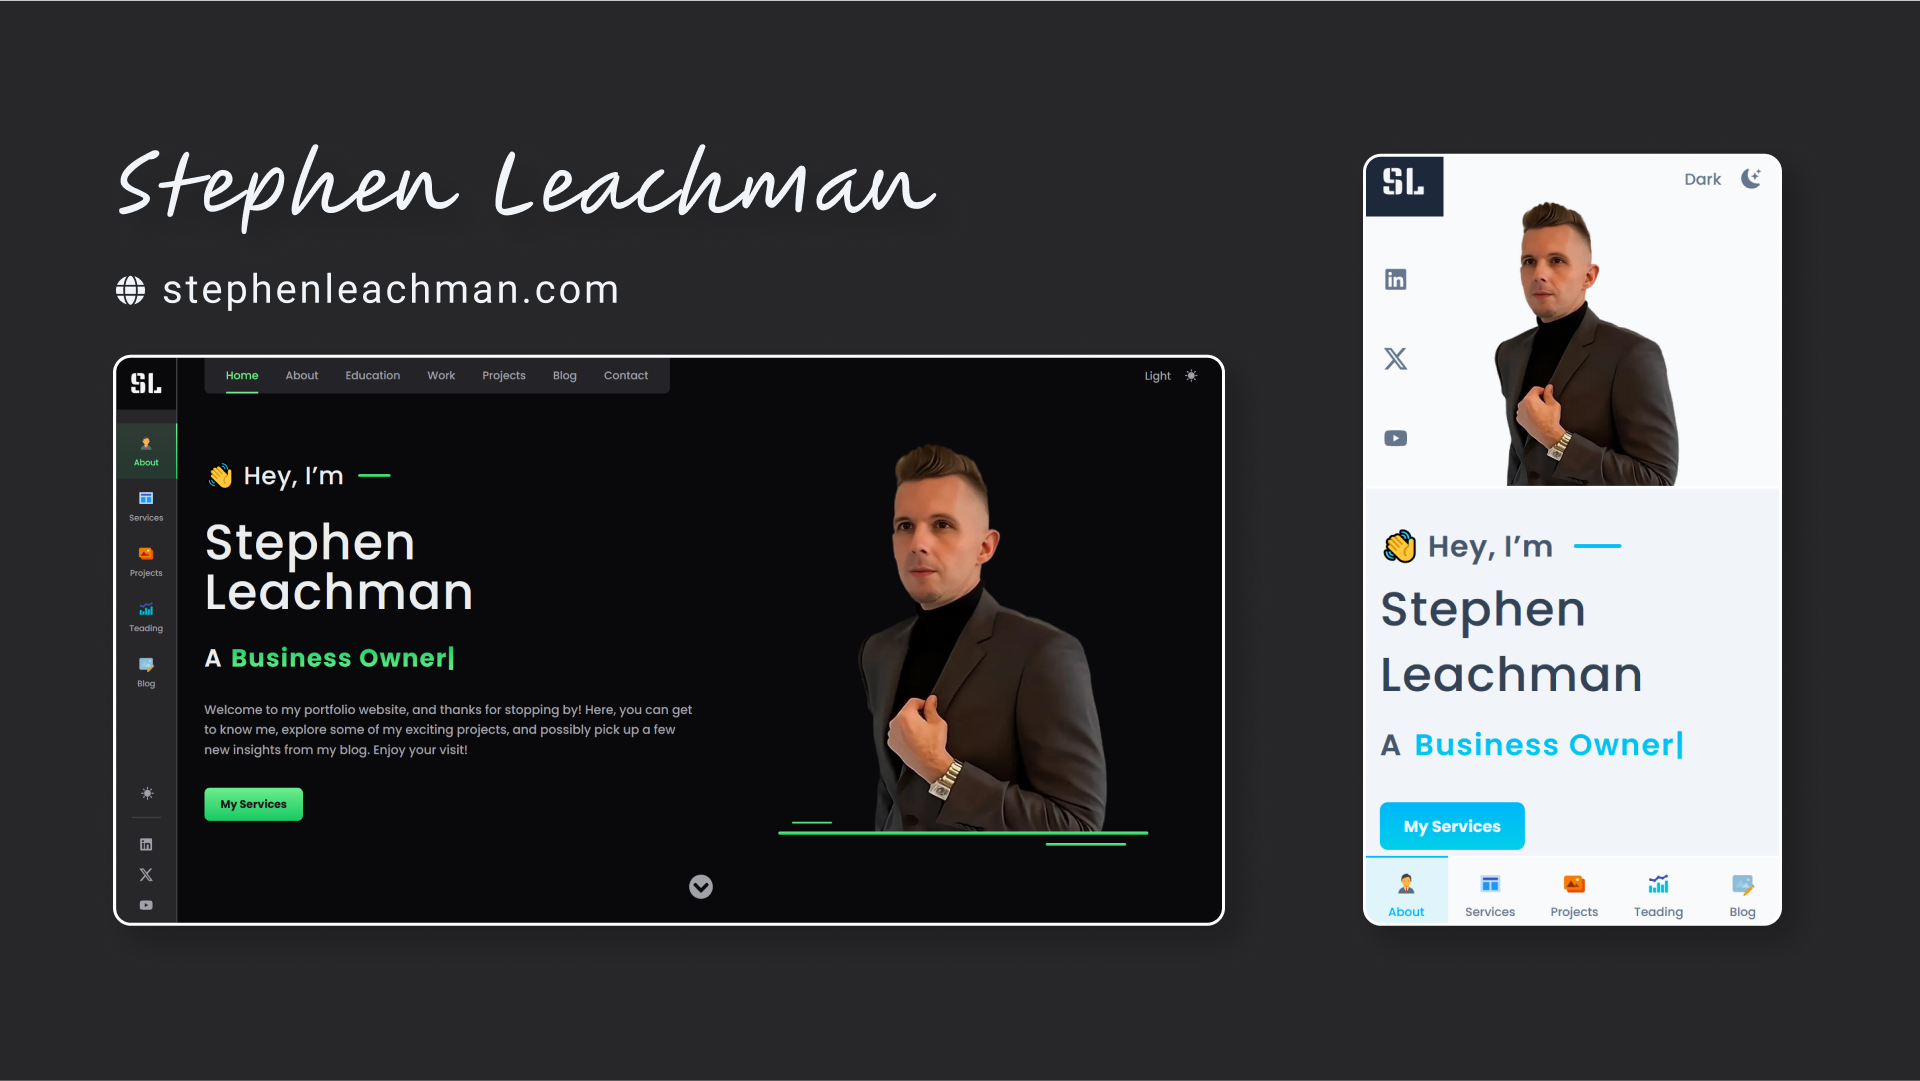 Stephen Leachman
stephenleachman.com
SL
Home About Education Work Projects Blog Contact
Light
About
Services
Projects
Teading
Blog
👋 Hey, I'm
Stephen
Leachman
A Business Owner|
Welcome to my portfolio website, and thanks for stopping by! Here, you can get
to know me, explore some of my exciting projects, and possibly pick up a few
new insights from my blog. Enjoy your visit!
My Services
SL
Dark
👋 Hey, I'm
Stephen
Leachman
A Business Owner|
My Services
About Services Projects Teading Blog